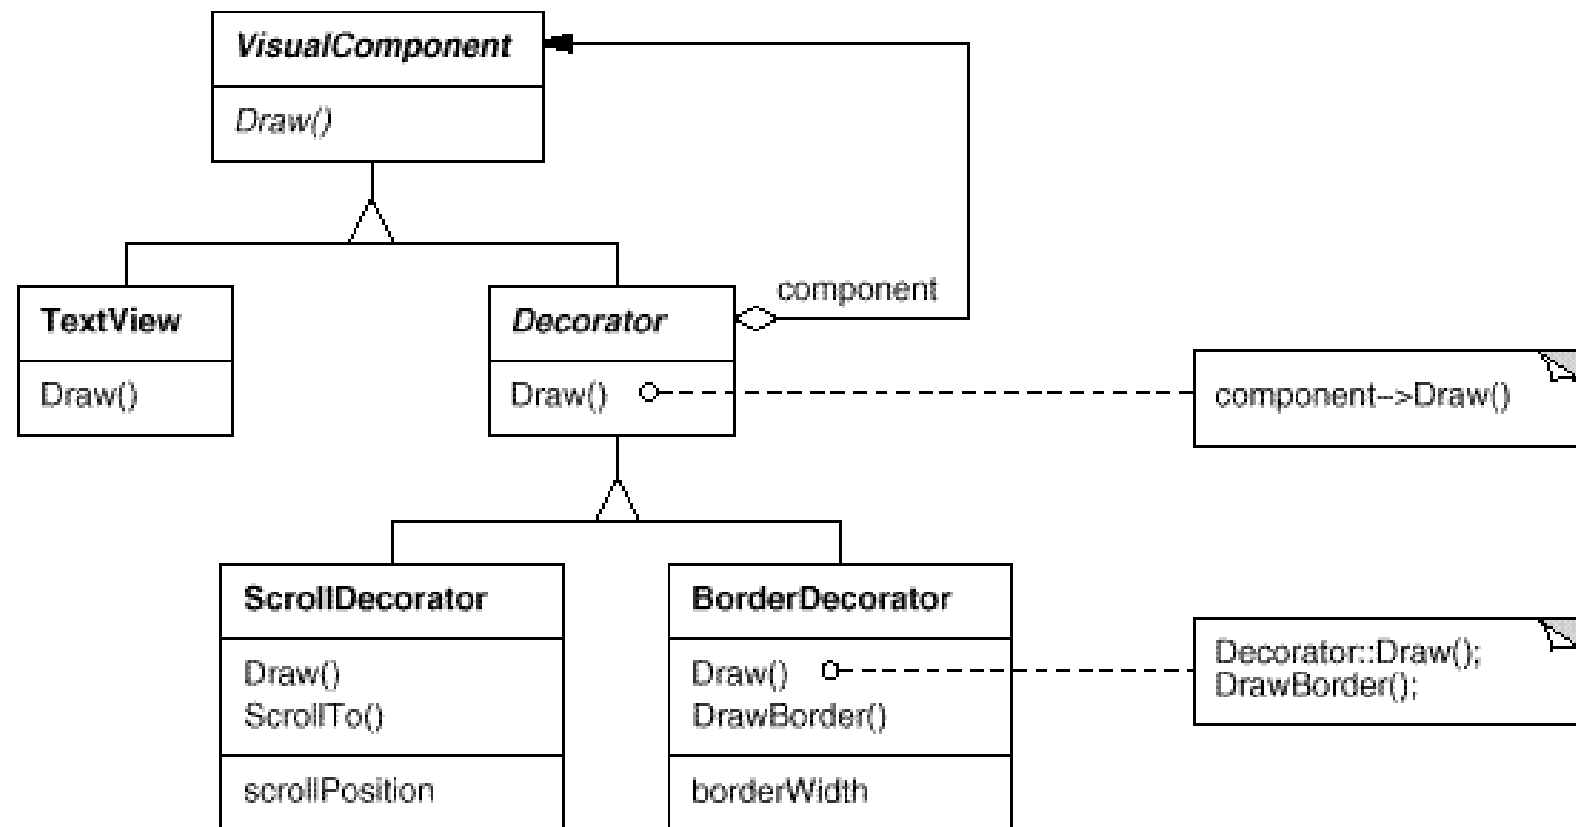 VisualComponent
Draw()
component
TextView
Draw()
Decorator
Draw()
component->Draw()
ScrollDecorator
Draw()
ScrollTo()
scrollPosition
BorderDecorator
Draw()
DrawBorder()
borderWidth
Decorator::Draw();
DrawBorder();